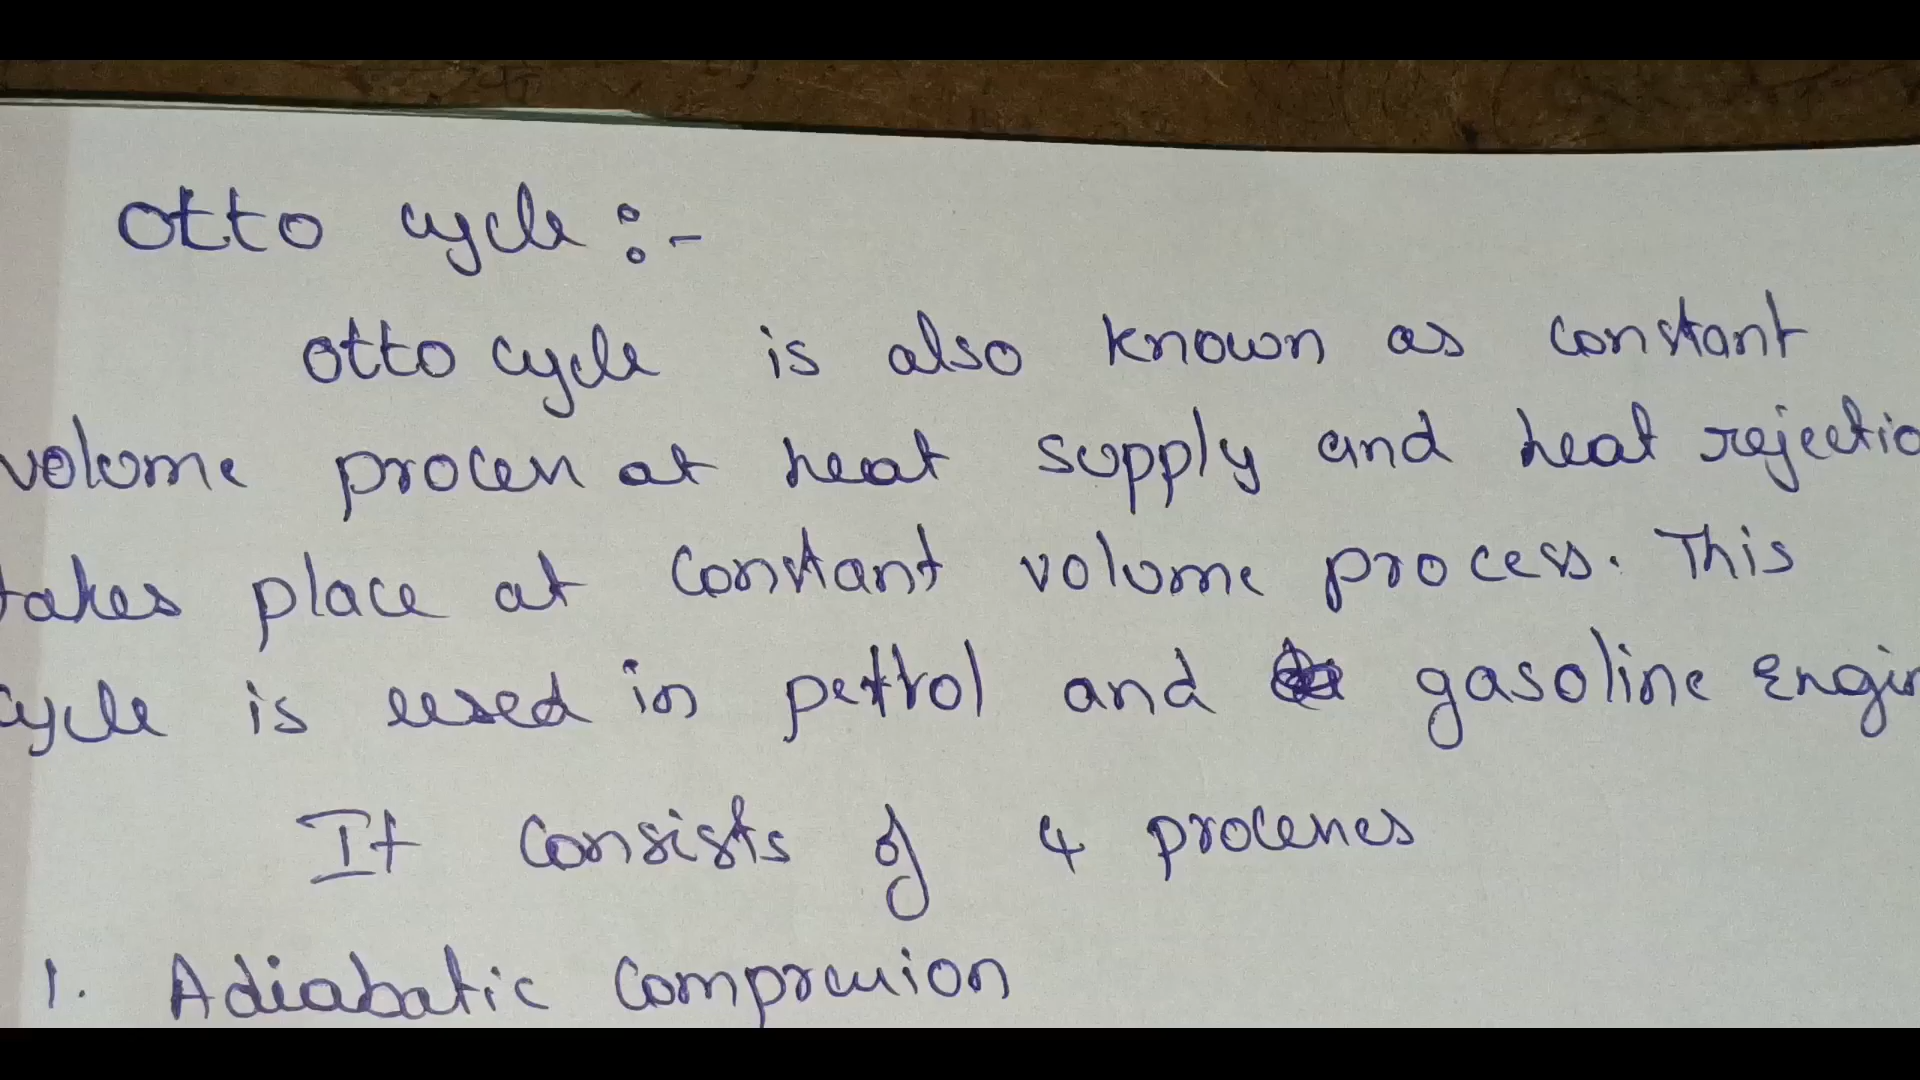 Otto cycle :-
Otto cycle is also known as constant
volume process at heat supply and heat rejectio
takes place at constant volume process. This
cycle is used in petrol and gasoline Engin
It consists of 4 processes
1. Adiabatic compression